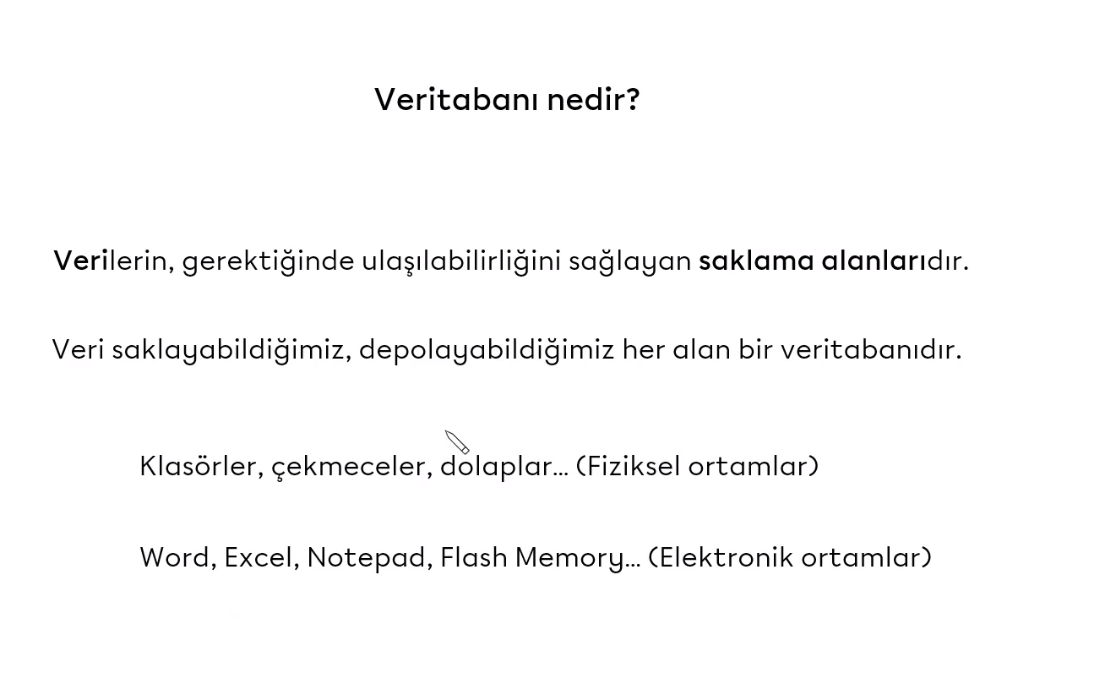 Veritabanı nedir?
Verilerin, gerektiğinde ulaşılabilirliğini sağlayan saklama alanlarıdır.
Veri saklayabildiğimiz, depolayabildiğimiz her alan bir veritabanıdır.
Klasörler, çekmeceler, dolaplar... (Fiziksel ortamlar)
Word, Excel, Notepad, Flash Memory... (Elektronik ortamlar)